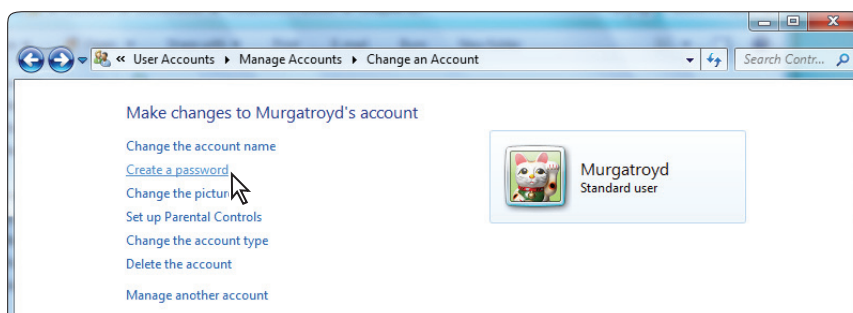 « User Accounts ▸ Manage Accounts ▸ Change an Account Search Contr...
Make changes to Murgatroyd's account
Change the account name
Create a password
Change the
Set up Parental Controls
Change the account type
Delete the account
Manage another account
Murgatroyd
Standard user